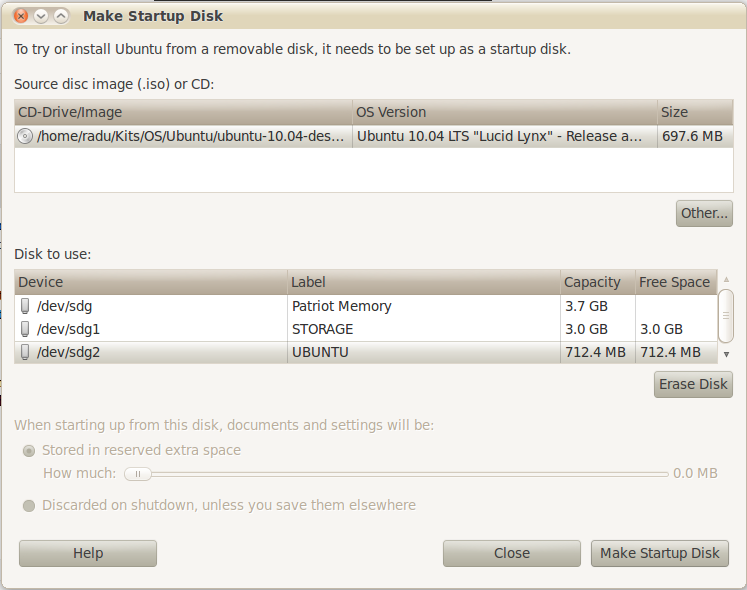 Make Startup Disk
To try or install Ubuntu from a removable disk, it needs to be set up as a startup disk.
Source disc image (.iso) or CD:
CD-Drive/Image OS Version Size
/home/radu/Kits/OS/Ubuntu/ubuntu-10.04-des... Ubuntu 10.04 LTS "Lucid Lynx" - Release a... 697.6 MB
Other...
Disk to use:
Device Label Capacity Free Space
/dev/sdg Patriot Memory 3.7 GB
/dev/sdg1 STORAGE 3.0 GB 3.0 GB
/dev/sdg2 UBUNTU 712.4 MB 712.4 MB
Erase Disk
When starting up from this disk, documents and settings will be:
Stored in reserved extra space
How much: 0.0 MB
Discarded on shutdown, unless you save them elsewhere
Help Close Make Startup Disk